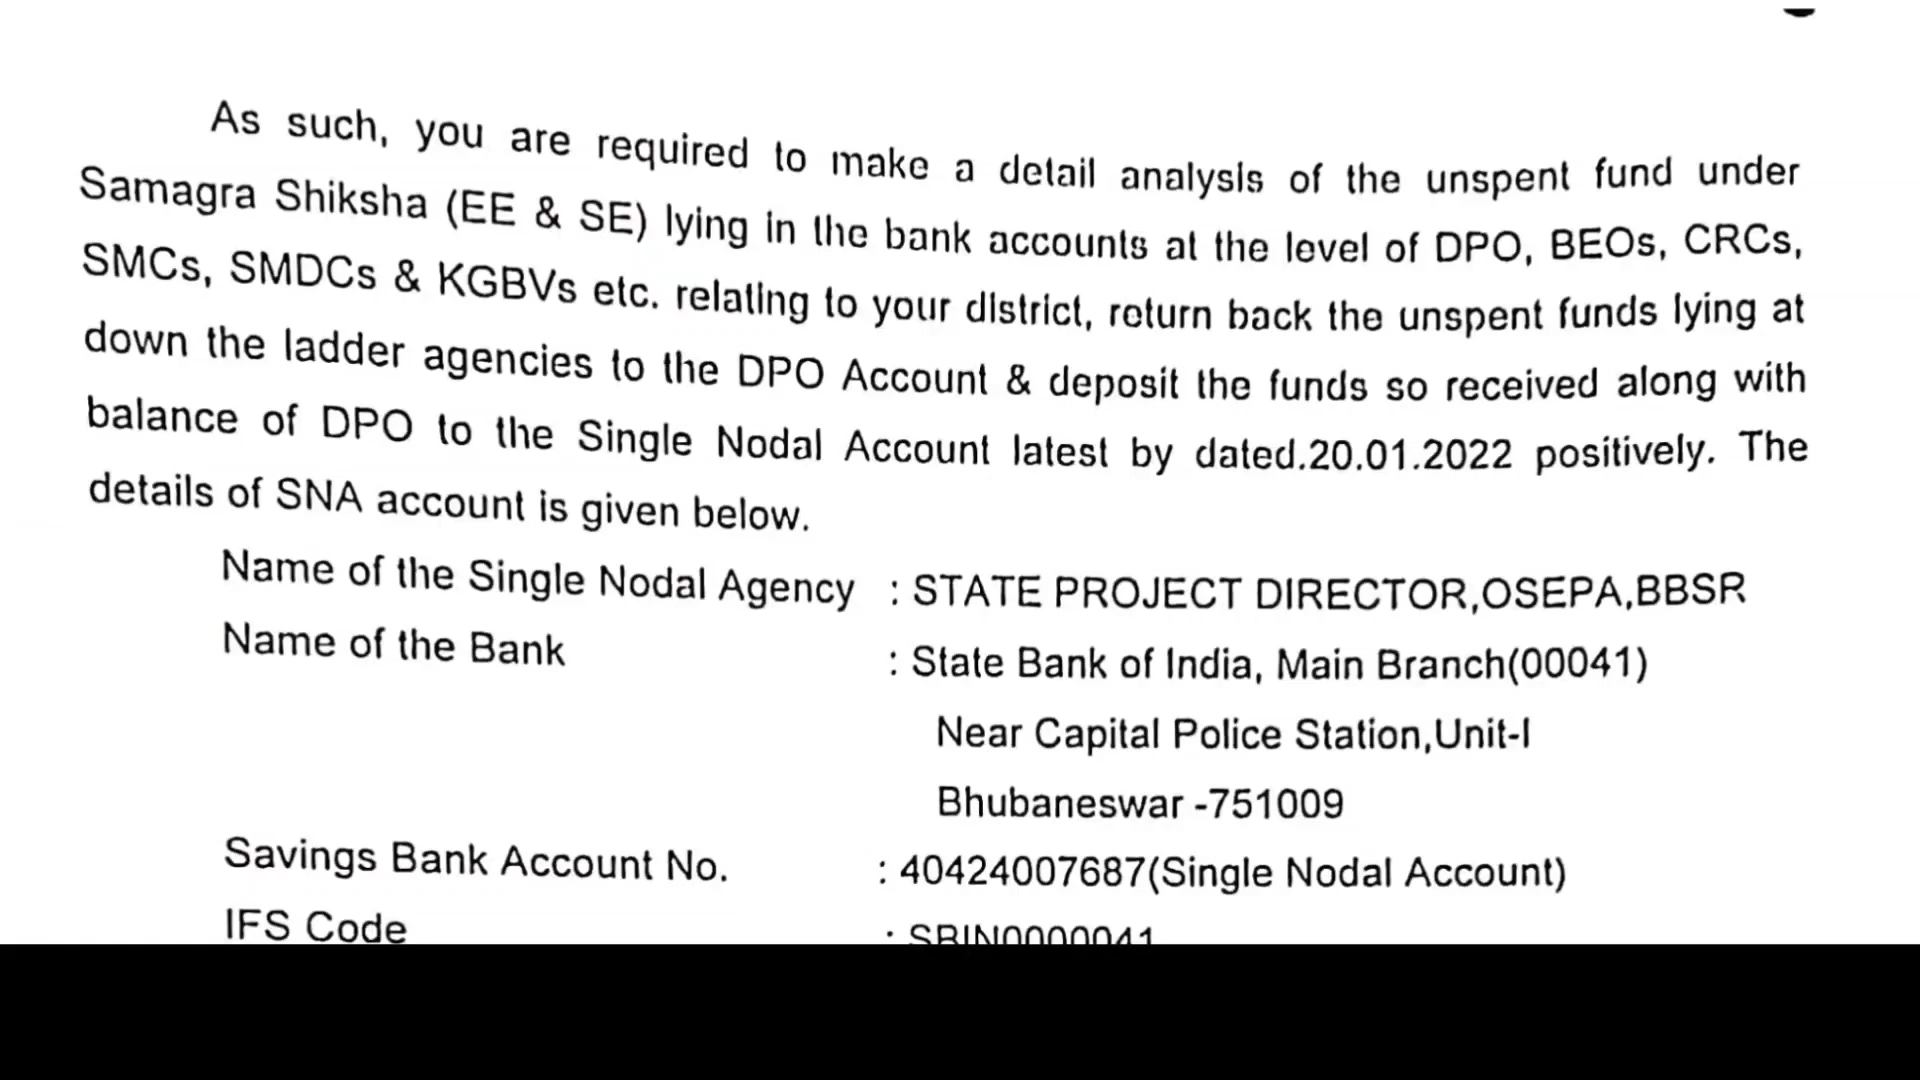 As such, you are required to make a detail analysis of the unspent fund under
Samagra Shiksha (EE & SE) lying in the bank accounts at the level of DPO, BEOs, CRCs,
SMCs, SMDCs & KGBVs etc. relating to your district, return back the unspent funds lying at
down the ladder agencies to the DPO Account & deposit the funds so received along with
balance of DPO to the Single Nodal Account latest by dated.20.01.2022 positively. The
details of SNA account is given below.
Name of the Single Nodal Agency : STATE PROJECT DIRECTOR,OSEPA,BBSR
Name of the Bank : State Bank of India, Main Branch(00041)
Near Capital Police Station,Unit-I
Bhubaneswar -751009
Savings Bank Account No. : 40424007687(Single Nodal Account)
IFS Code : SBIN0000041